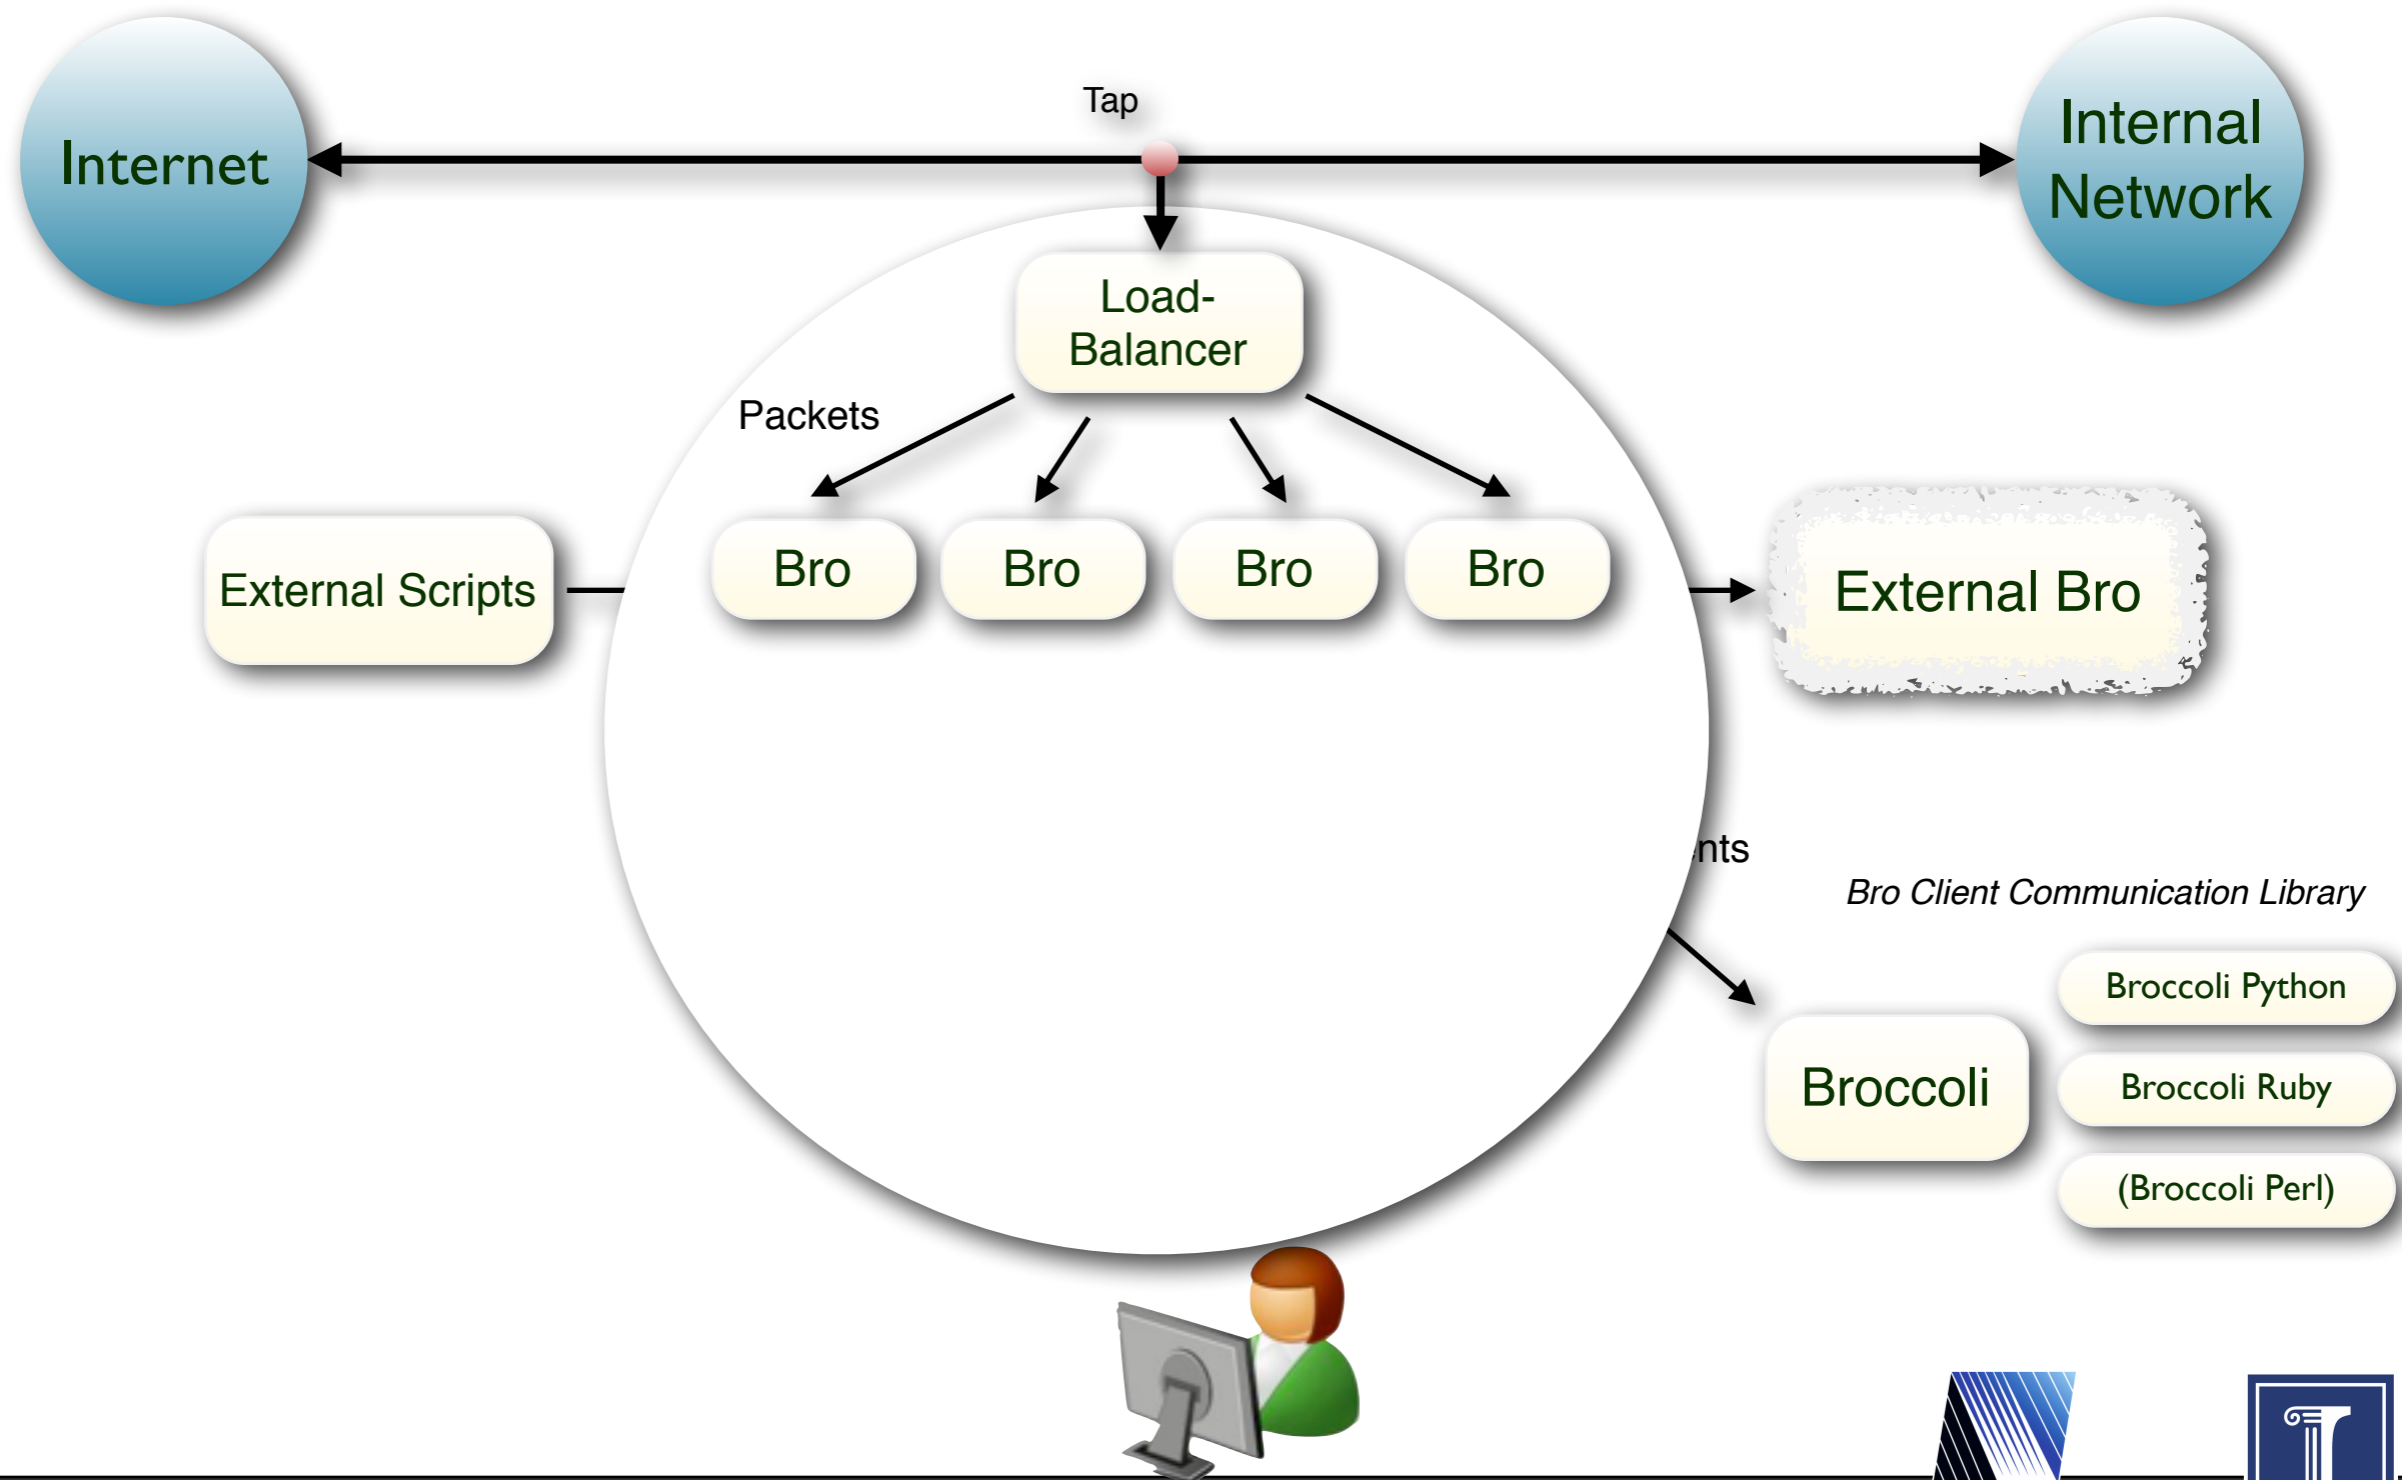 Tap
Internet
Internal
Network
Load-
Balancer
Packets
External Scripts
Bro
Bro
Bro
Bro
External Bro
nts
Bro Client Communication Library
Broccoli
Broccoli Python
Broccoli Ruby
(Broccoli Perl)